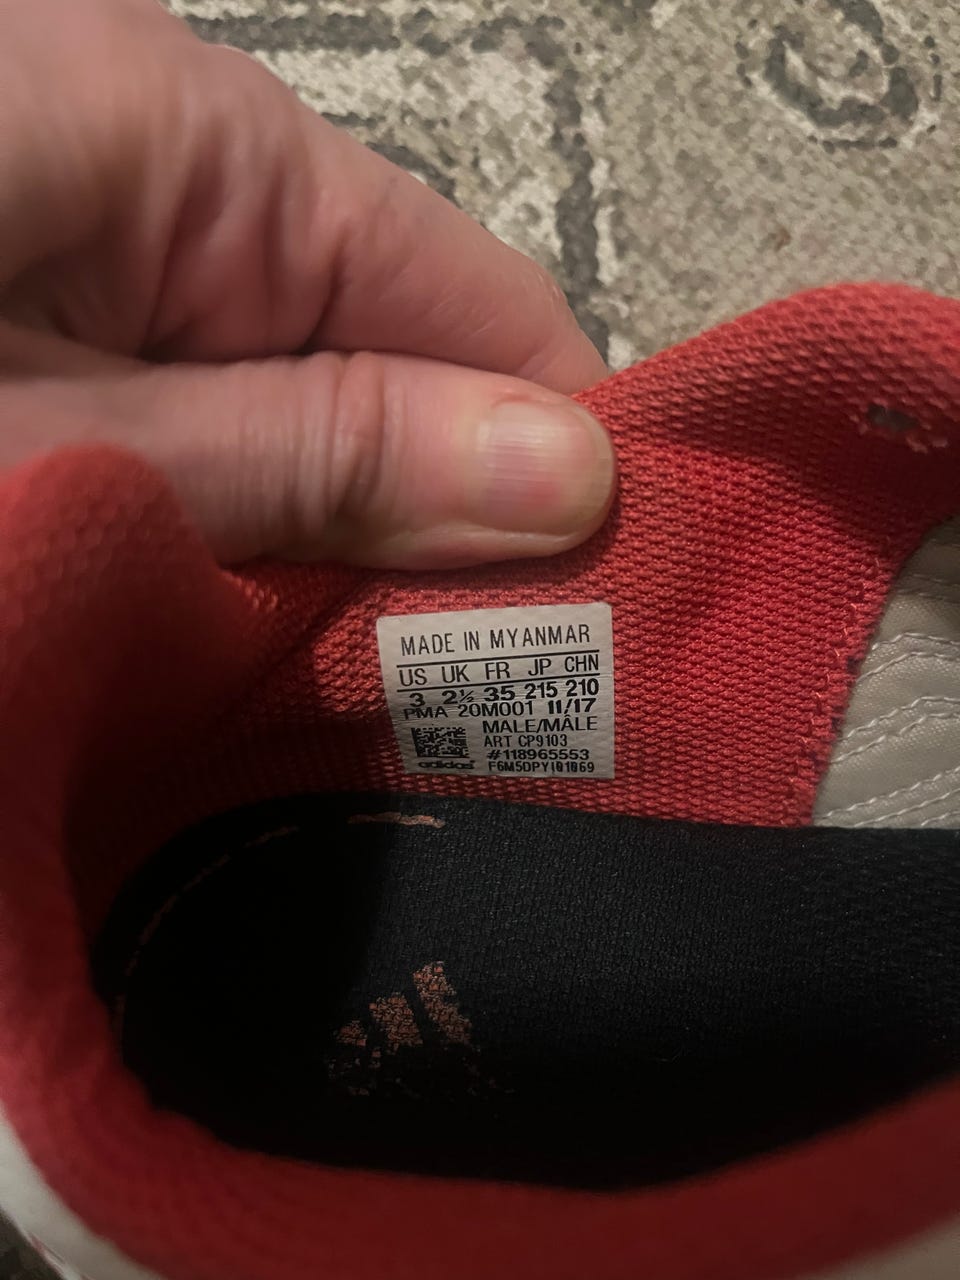 MADE IN MYANMAR
US UK FR JP CHN
3 2½ 35 215 210
PMA 20M001 11/17
MALE/MÂLE
ART CP9103
#118965553
adidas F6M5DPY101069